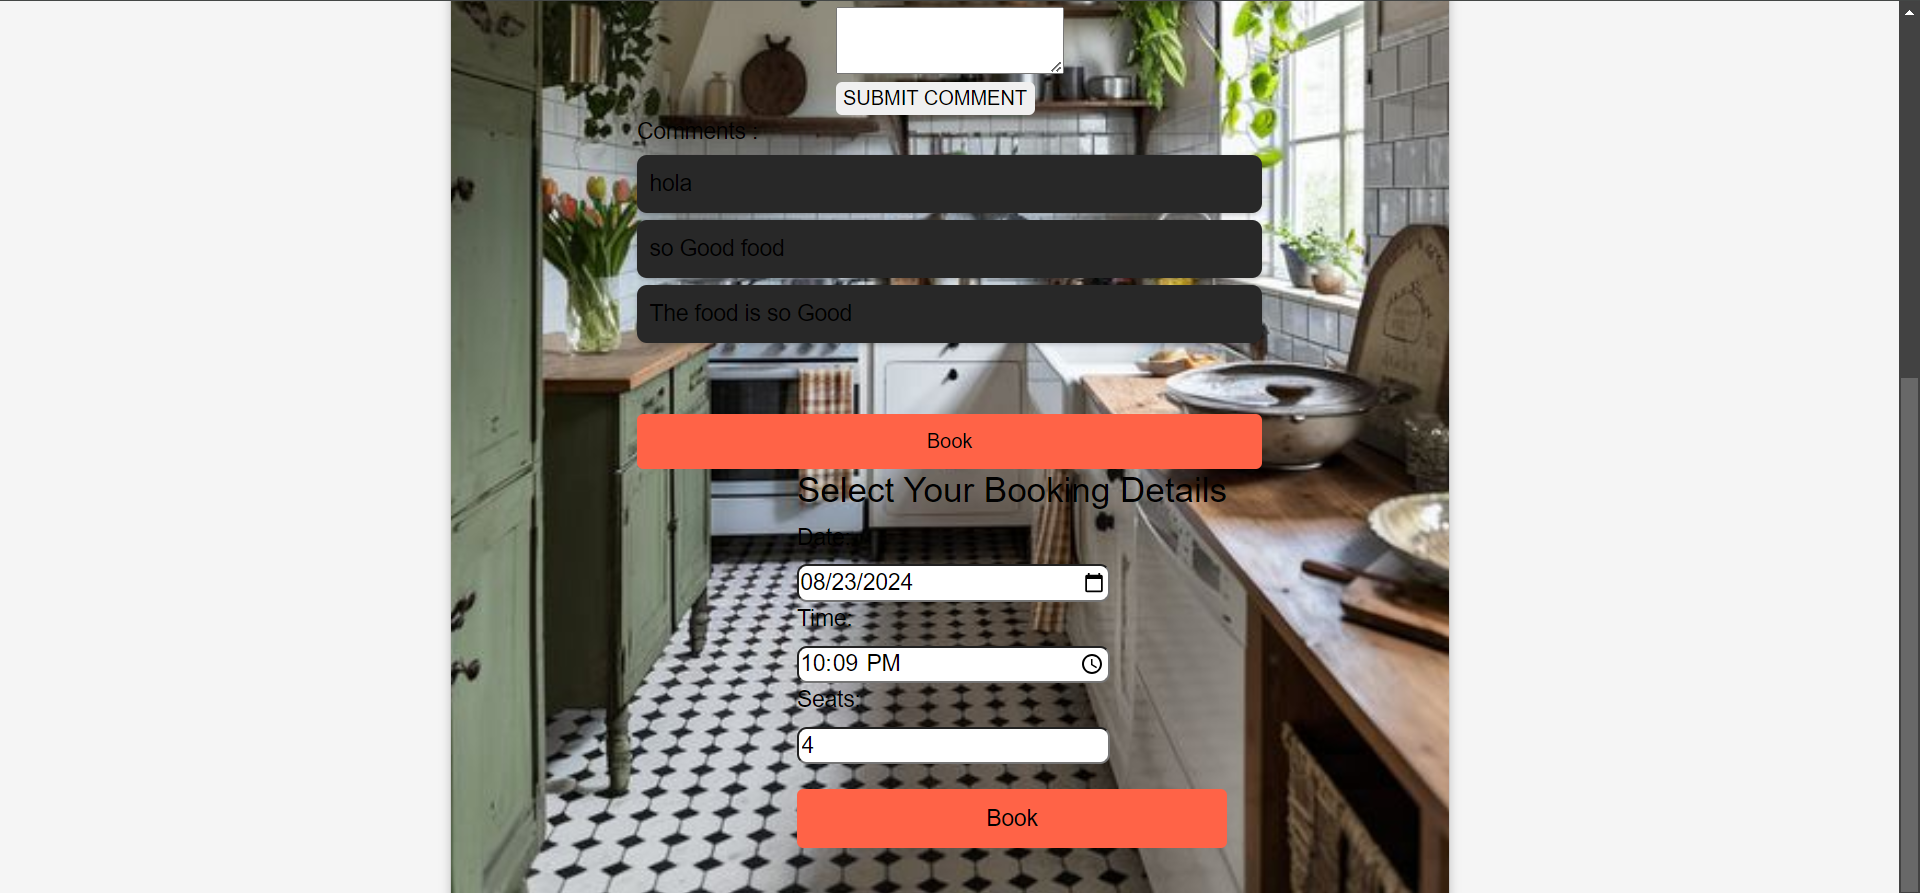 SUBMIT COMMENT
Comments :
hola
so Good food
The food is so Good
Book
Select Your Booking Details
Date:
08/23/2024
Time:
10:09 PM
Seats:
4
Book